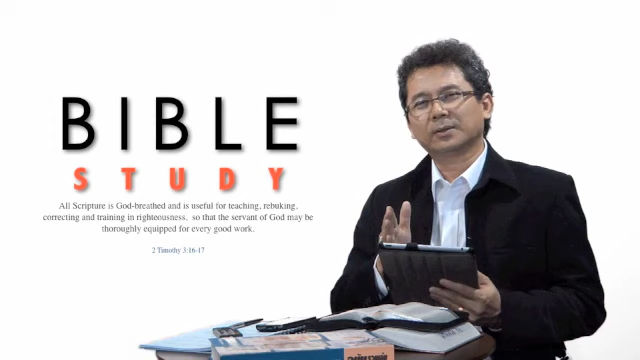 BIBLE
STUDY
All Scripture is God-breathed and is useful for teaching, rebuking,
correcting and training in righteousness, so that the servant of God may be
thoroughly equipped for every good work.
2 Timothy 3:16-17